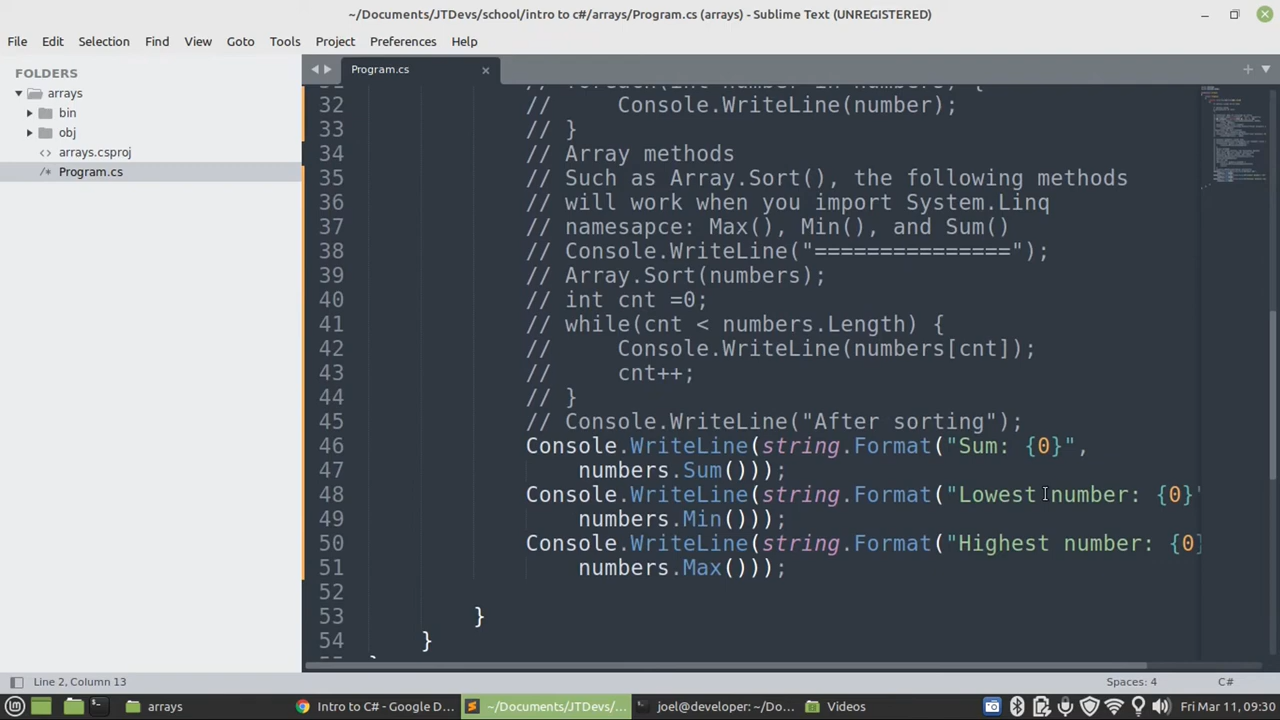 ~/Documents/JTDevs/school/intro to c#/arrays/Program.cs (arrays) - Sublime Text (UNREGISTERED)
File Edit Selection Find View Goto Tools Project Preferences Help
FOLDERS
arrays
bin
obj
arrays.csproj
Program.cs
Program.cs
32 // Console.WriteLine(number);
33 // }
34 // Array methods
35 // Such as Array.Sort(), the following methods
36 // will work when you import System.Linq
37 // namesapce: Max(), Min(), and Sum()
38 // Console.WriteLine("===============");
39 // Array.Sort(numbers);
40 // int cnt =0;
41 // while(cnt < numbers.Length) {
42 // Console.WriteLine(numbers[cnt]);
43 // cnt++;
44 // }
45 // Console.WriteLine("After sorting");
46 Console.WriteLine(string.Format("Sum: {0}",
47 numbers.Sum()));
48 Console.WriteLine(string.Format("Lowest number: {0}"
49 numbers.Min()));
50 Console.WriteLine(string.Format("Highest number: {0}
51 numbers.Max()));
52
53 }
54 }
Line 2, Column 13 Spaces: 4 C#
arrays Intro to C# - Google D... ~/Documents/JTDevs/... joel@developer: ~/Do... Videos Fri Mar 11, 09:30